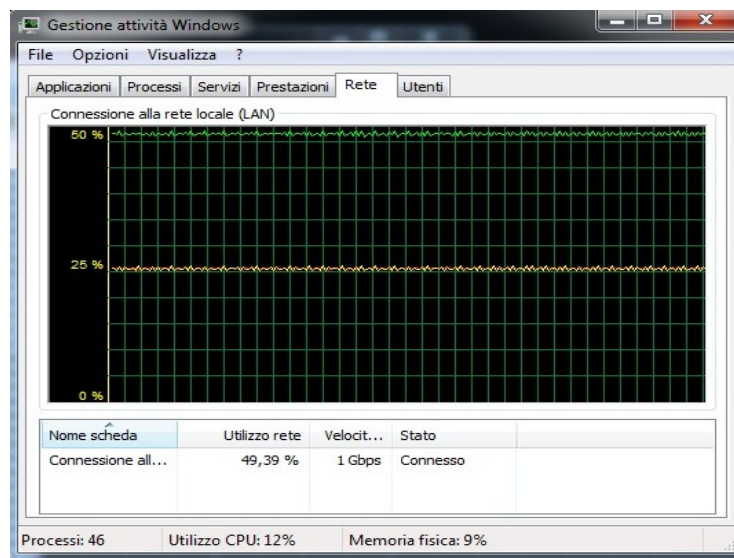 Gestione attività Windows
File Opzioni Visualizza ?
Applicazioni Processi Servizi Prestazioni Rete Utenti
Connessione alla rete locale (LAN)
50 %
25 %
0 %
Nome scheda Utilizzo rete Velocit... Stato
Connessione all... 49,39 % 1 Gbps Connesso
Processi: 46 Utilizzo CPU: 12% Memoria fisica: 9%